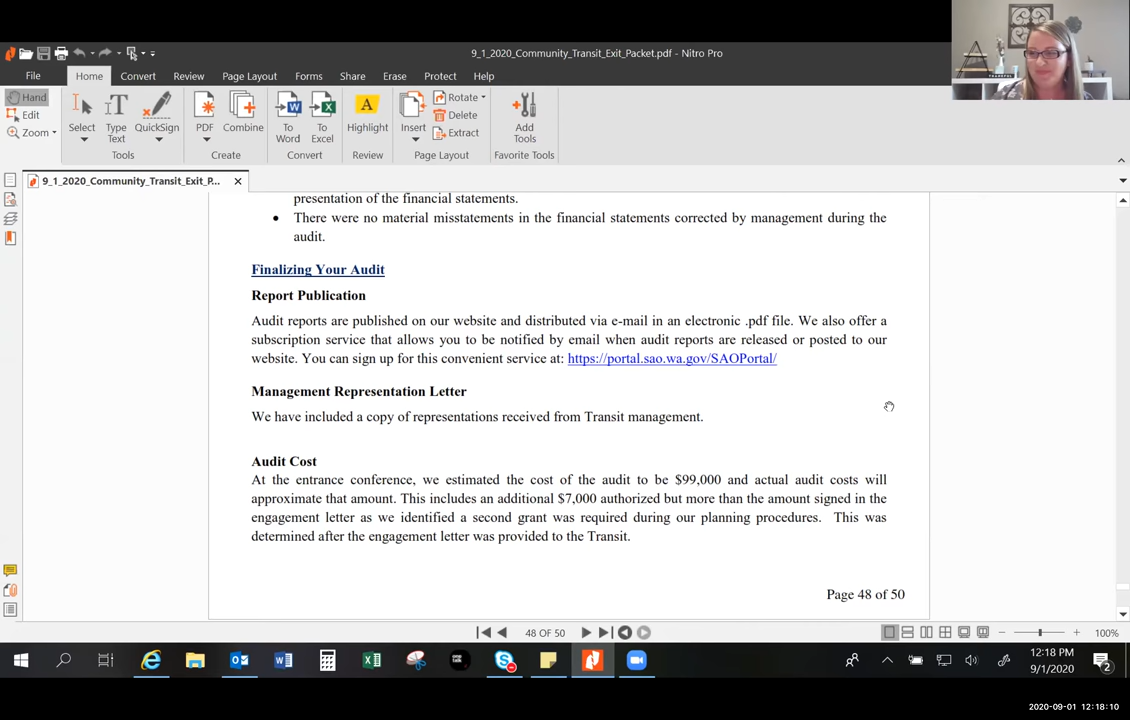 9_1_2020_Community_Transit_Exit_Packet.pdf - Nitro Pro
File Home Convert Review Page Layout Forms Share Erase Protect Help
Hand
Edit
Zoom
Select
Type Text
QuickSign
Tools
PDF
Combine
Create
To Word
To Excel
Convert
Highlight
Review
Insert
Rotate
Delete
Extract
Page Layout
Add Tools
Favorite Tools
9_1_2020_Community_Transit_Exit_P...
presentation of the financial statements.
• There were no material misstatements in the financial statements corrected by management during the
audit.
Finalizing Your Audit
Report Publication
Audit reports are published on our website and distributed via e-mail in an electronic .pdf file. We also offer a
subscription service that allows you to be notified by email when audit reports are released or posted to our
website. You can sign up for this convenient service at: https://portal.sao.wa.gov/SAOPortal/
Management Representation Letter
We have included a copy of representations received from Transit management.
Audit Cost
At the entrance conference, we estimated the cost of the audit to be $99,000 and actual audit costs will
approximate that amount. This includes an additional $7,000 authorized but more than the amount signed in the
engagement letter as we identified a second grant was required during our planning procedures. This was
determined after the engagement letter was provided to the Transit.
Page 48 of 50
48 OF 50
100%
12:18 PM
9/1/2020
2
2020-09-01 12:18:10